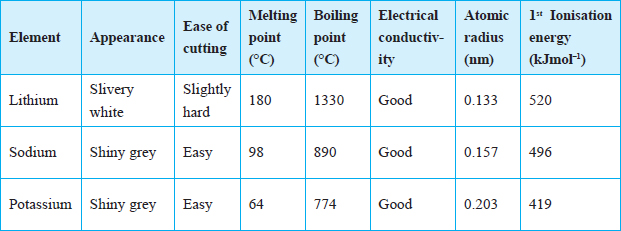 Element Appearance Ease of cutting Melting point (°C) Boiling point (°C) Electrical conductiv-ity Atomic radius (nm) 1st Ionisation energy (kJmol-1)
Lithium Slivery white Slightly hard 180 1330 Good 0.133 520
Sodium Shiny grey Easy 98 890 Good 0.157 496
Potassium Shiny grey Easy 64 774 Good 0.203 419